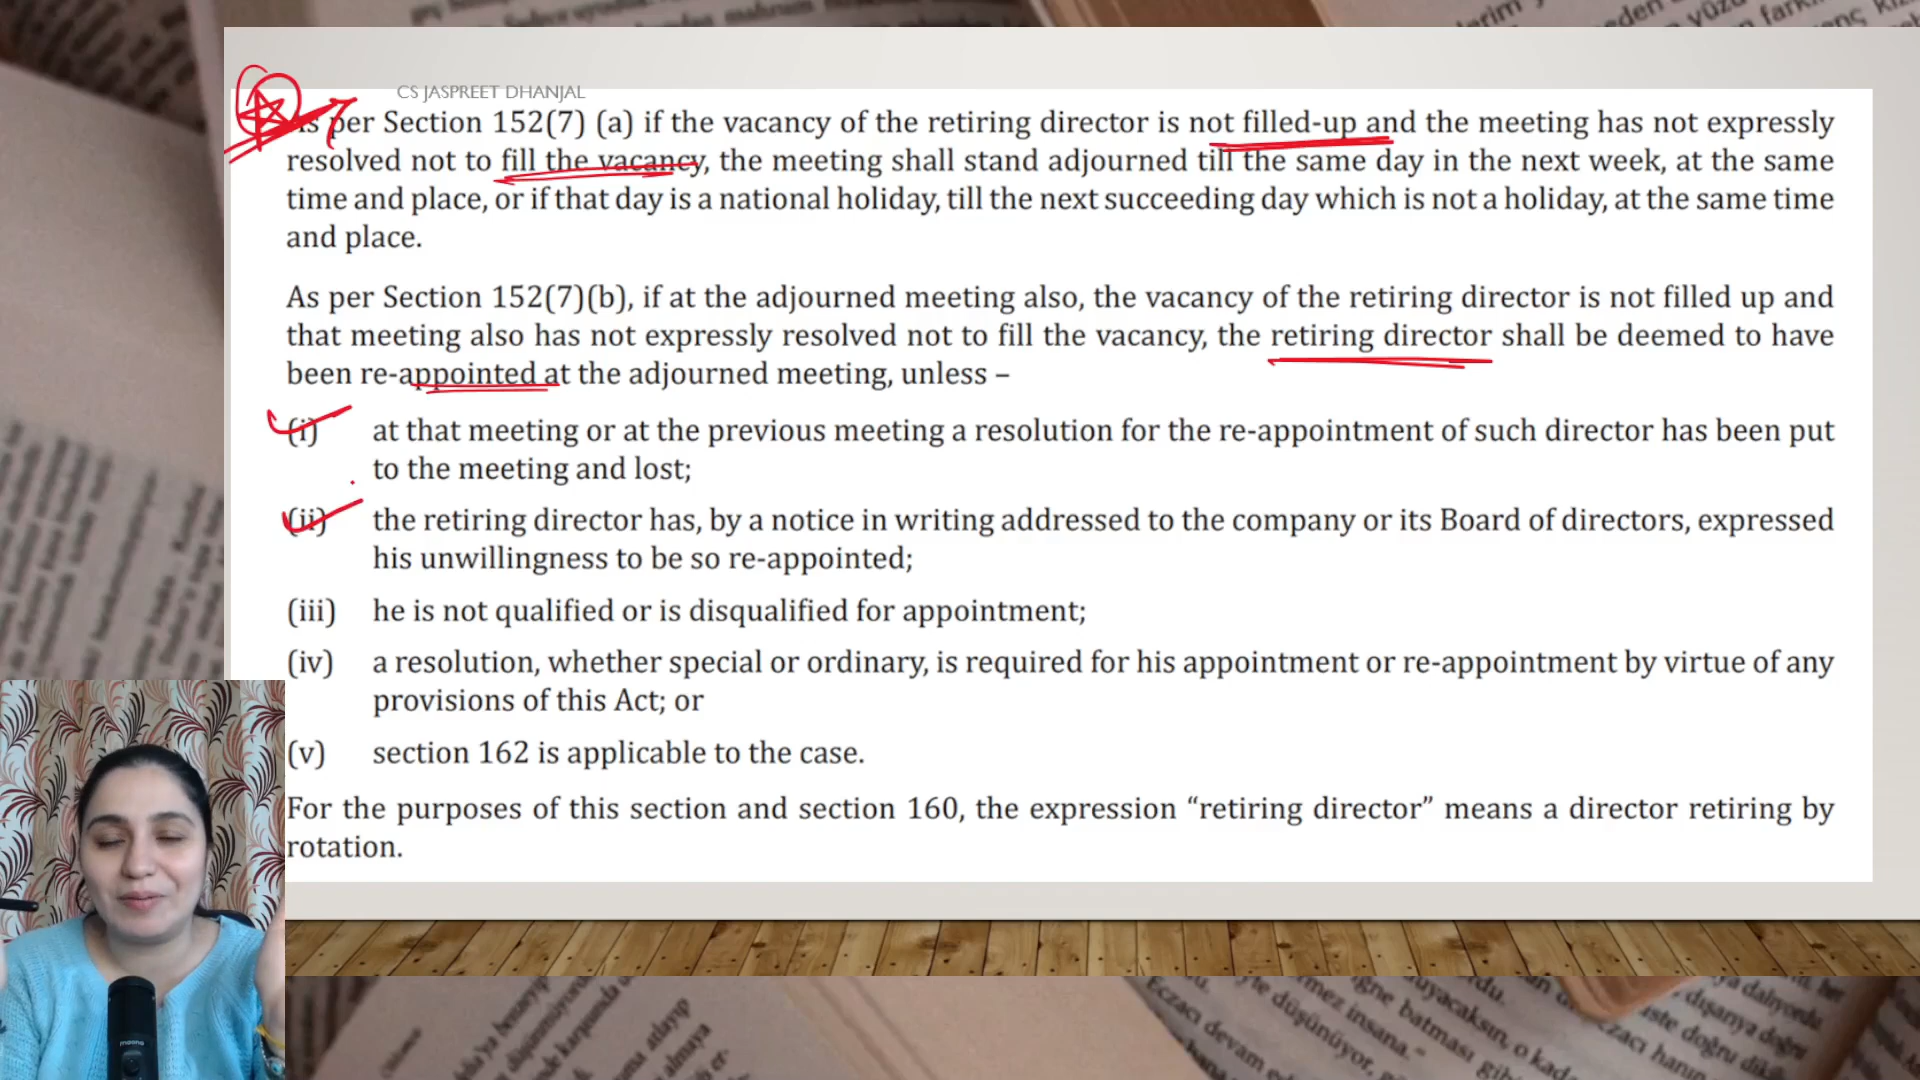 CS JASPREET DHANJAL
As per Section 152(7) (a) if the vacancy of the retiring director is not filled-up and the meeting has not expressly
resolved not to fill the vacancy, the meeting shall stand adjourned till the same day in the next week, at the same
time and place, or if that day is a national holiday, till the next succeeding day which is not a holiday, at the same time
and place.
As per Section 152(7)(b), if at the adjourned meeting also, the vacancy of the retiring director is not filled up and
that meeting also has not expressly resolved not to fill the vacancy, the retiring director shall be deemed to have
been re-appointed at the adjourned meeting, unless –
(i) at that meeting or at the previous meeting a resolution for the re-appointment of such director has been put
to the meeting and lost;
(ii) the retiring director has, by a notice in writing addressed to the company or its Board of directors, expressed
his unwillingness to be so re-appointed;
(iii) he is not qualified or is disqualified for appointment;
(iv) a resolution, whether special or ordinary, is required for his appointment or re-appointment by virtue of any
provisions of this Act; or
(v) section 162 is applicable to the case.
For the purposes of this section and section 160, the expression “retiring director” means a director retiring by
rotation.
maono